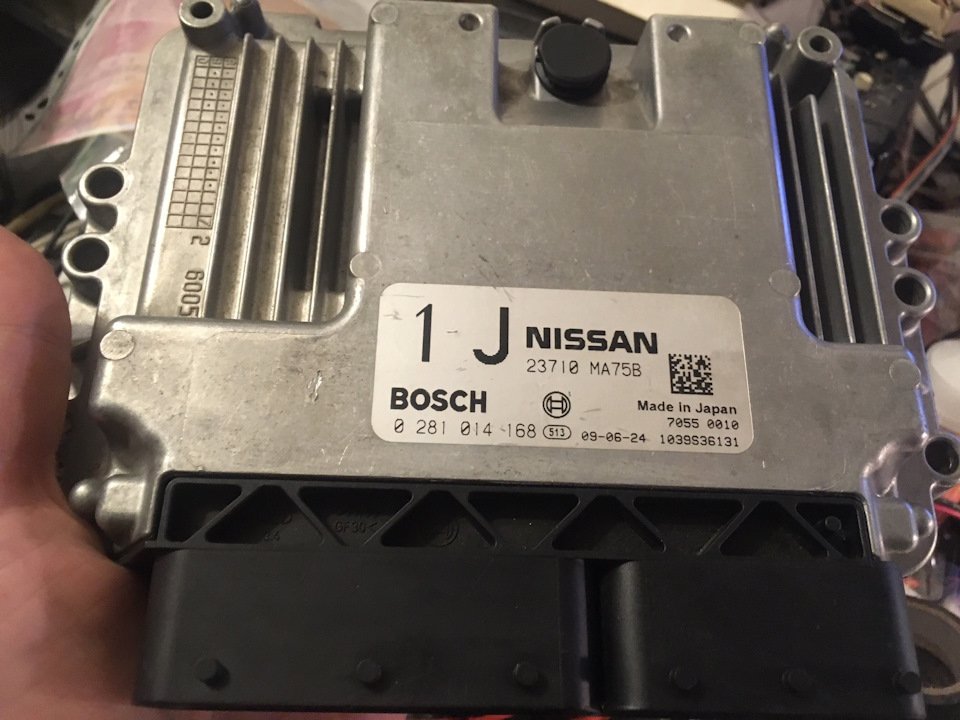 1 J NISSAN
23710 MA75B
BOSCH
Made in Japan
7055 0010
0 281 014 168 513 09-06-24 1039S36131
2 6005
GF30<